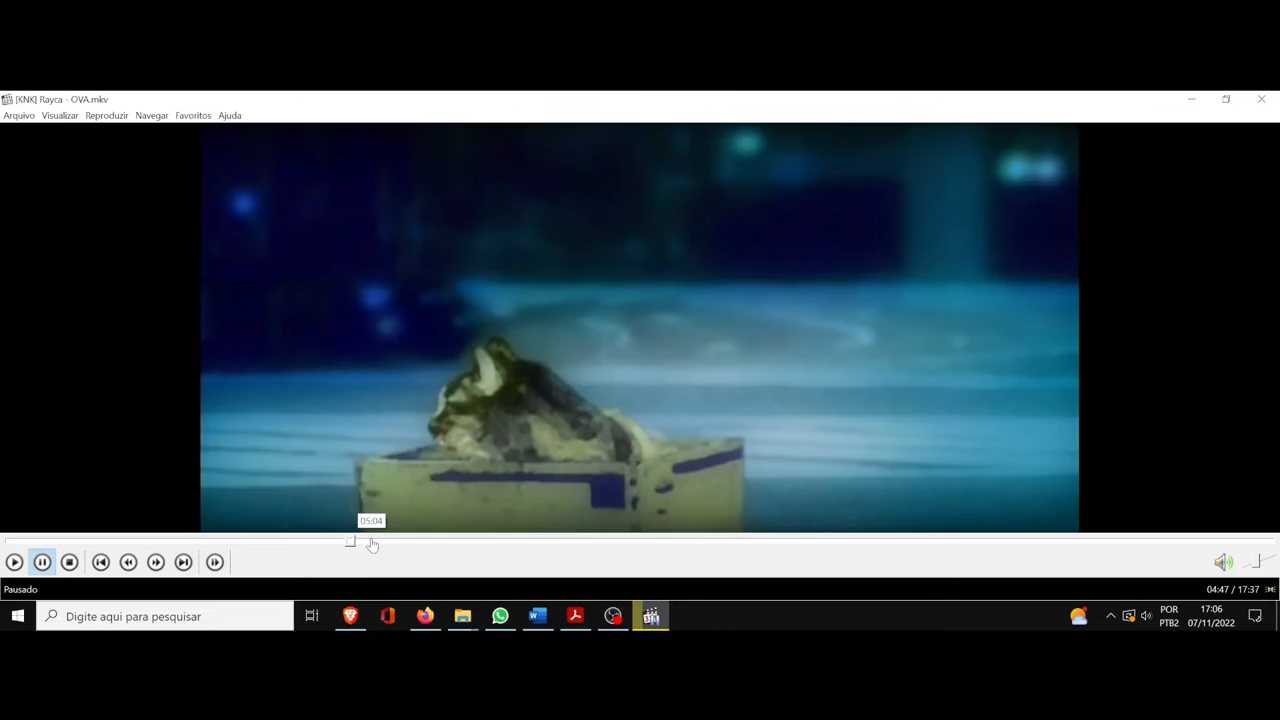 [KNK] Rayca - OVA.mkv
Arquivo Visualizar Reproduzir Navegar Favoritos Ajuda
05:04
Pausado 04:47 / 17:37
Digite aqui para pesquisar
POR 17:06
PTB2 07/11/2022